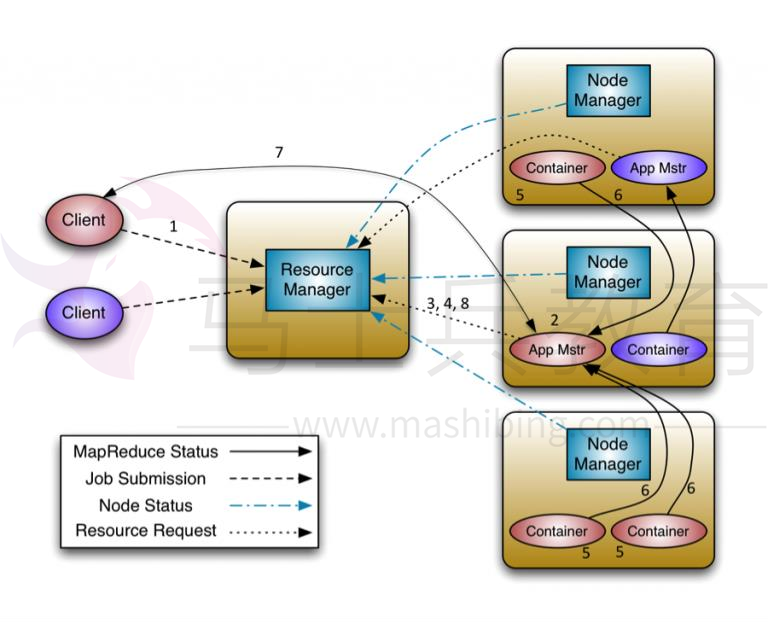 Node
Manager
Container
App Mstr
5
6
7
Client
1
Resource
Manager
Client
Node
Manager
3, 4, 8
2
App Mstr
Container
马士兵教育
www.mashibing.com
MapReduce Status
Job Submission
Node Status
Resource Request
Node
Manager
6
6
Container
Container
5
5